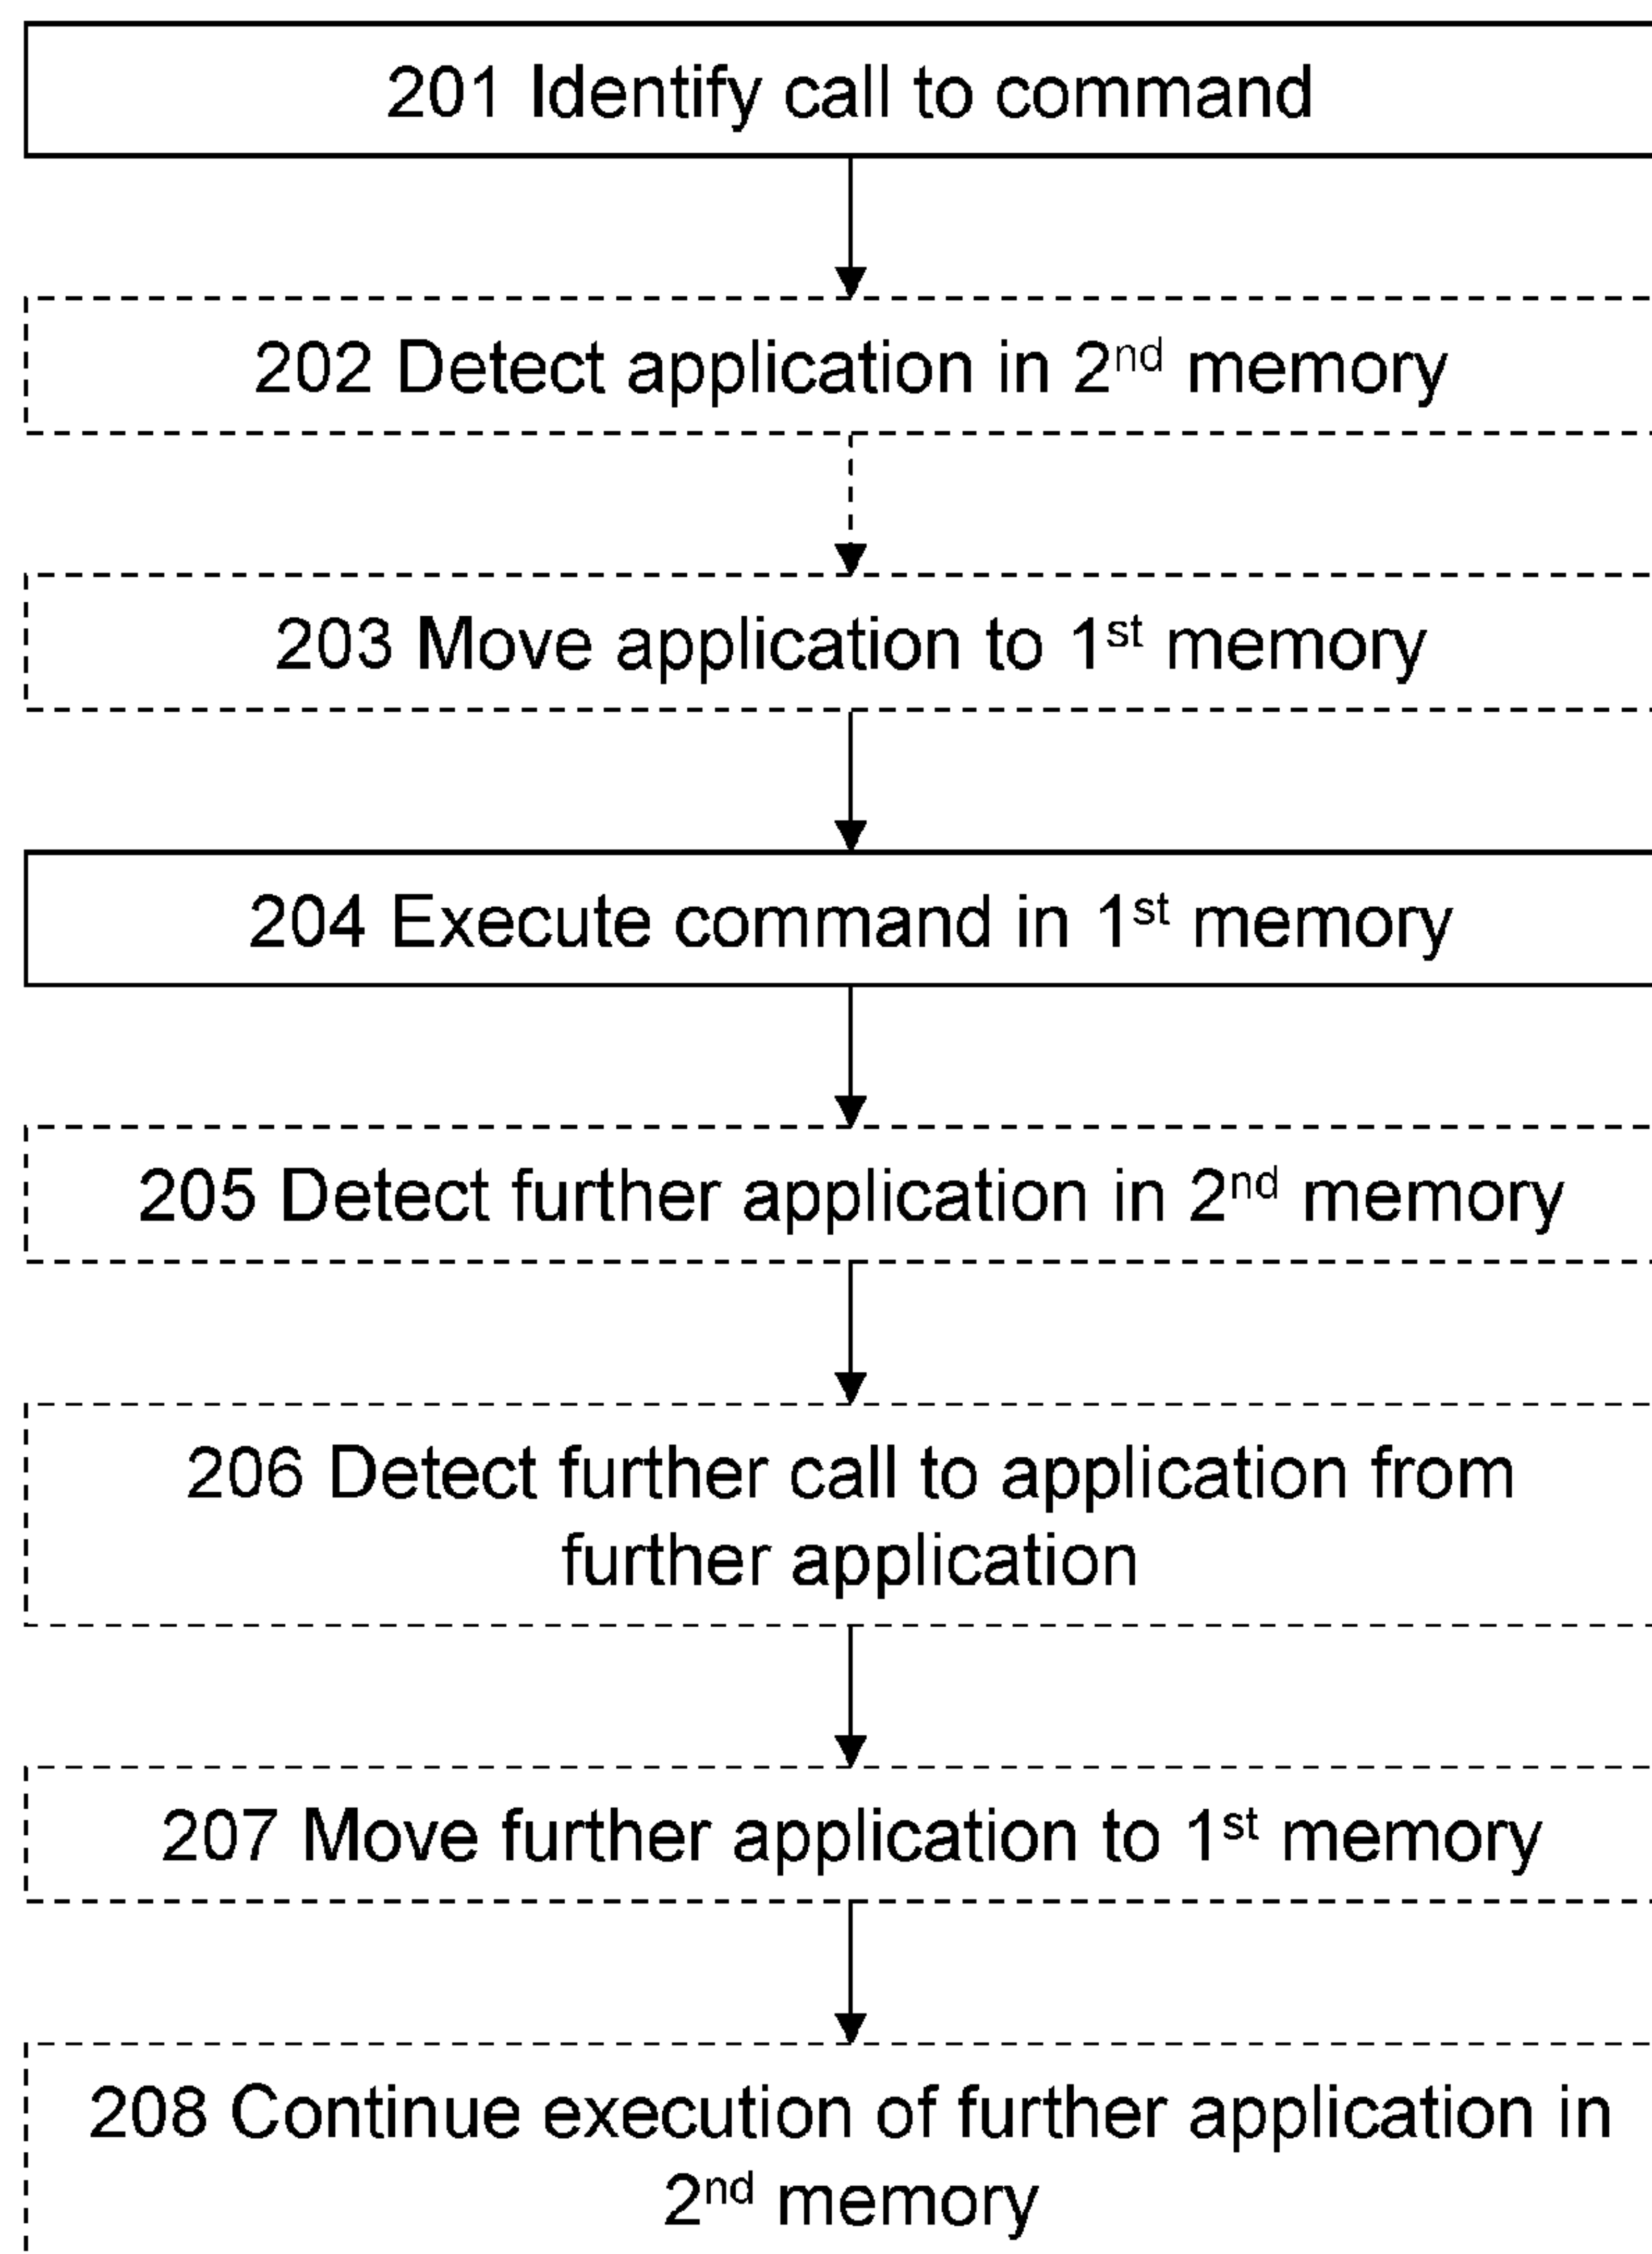 201 Identify call to command
202 Detect application in 2nd memory
203 Move application to 1st memory
204 Execute command in 1st memory
205 Detect further application in 2nd memory
206 Detect further call to application from
further application
207 Move further application to 1st memory
208 Continue execution of further application in
2nd memory